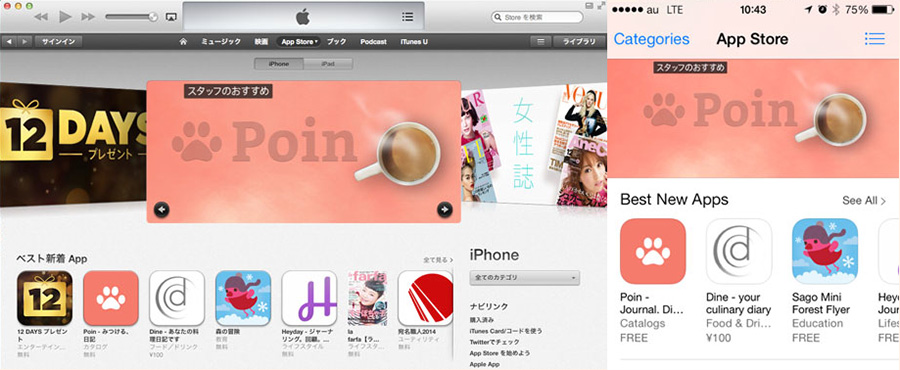 Store を検索
サインイン
ミュージック
映画
App Store
ブック
Podcast
iTunes U
ライブラリ
iPhone
iPad
12 DAYS
プレゼント
スタッフのおすすめ
Poin
女性誌
ベスト新着 App
全て見る >
12 DAYS プレゼント
エンターテイン...
無料
Poin - みつける、日記
カタログ
無料
Dine - あなたの料理日記です
フード/ドリンク
¥100
森の冒険
教育
無料
Heyday - ジャーナリング。回顧。...
ライフスタイル
無料
farfa
la farfa【ラ・ファ...
ライフスタイル
無料
宛名職人2014
ユーティリティ
無料
iPhone
全てのカテゴリ
ナビリンク
購入済み
iTunes Card/コードを使う
Twitterでチェック
App Store を始めよう
Apple App
au LTE
10:43
75%
Categories
App Store
スタッフのおすすめ
Poin
Best New Apps
See All >
Poin -
Journal. Di...
Catalogs
FREE
Dine - your
culinary diary
Food & Dri...
¥100
Sago Mini
Forest Flyer
Education
FREE
Heyd
Lifes
FREE